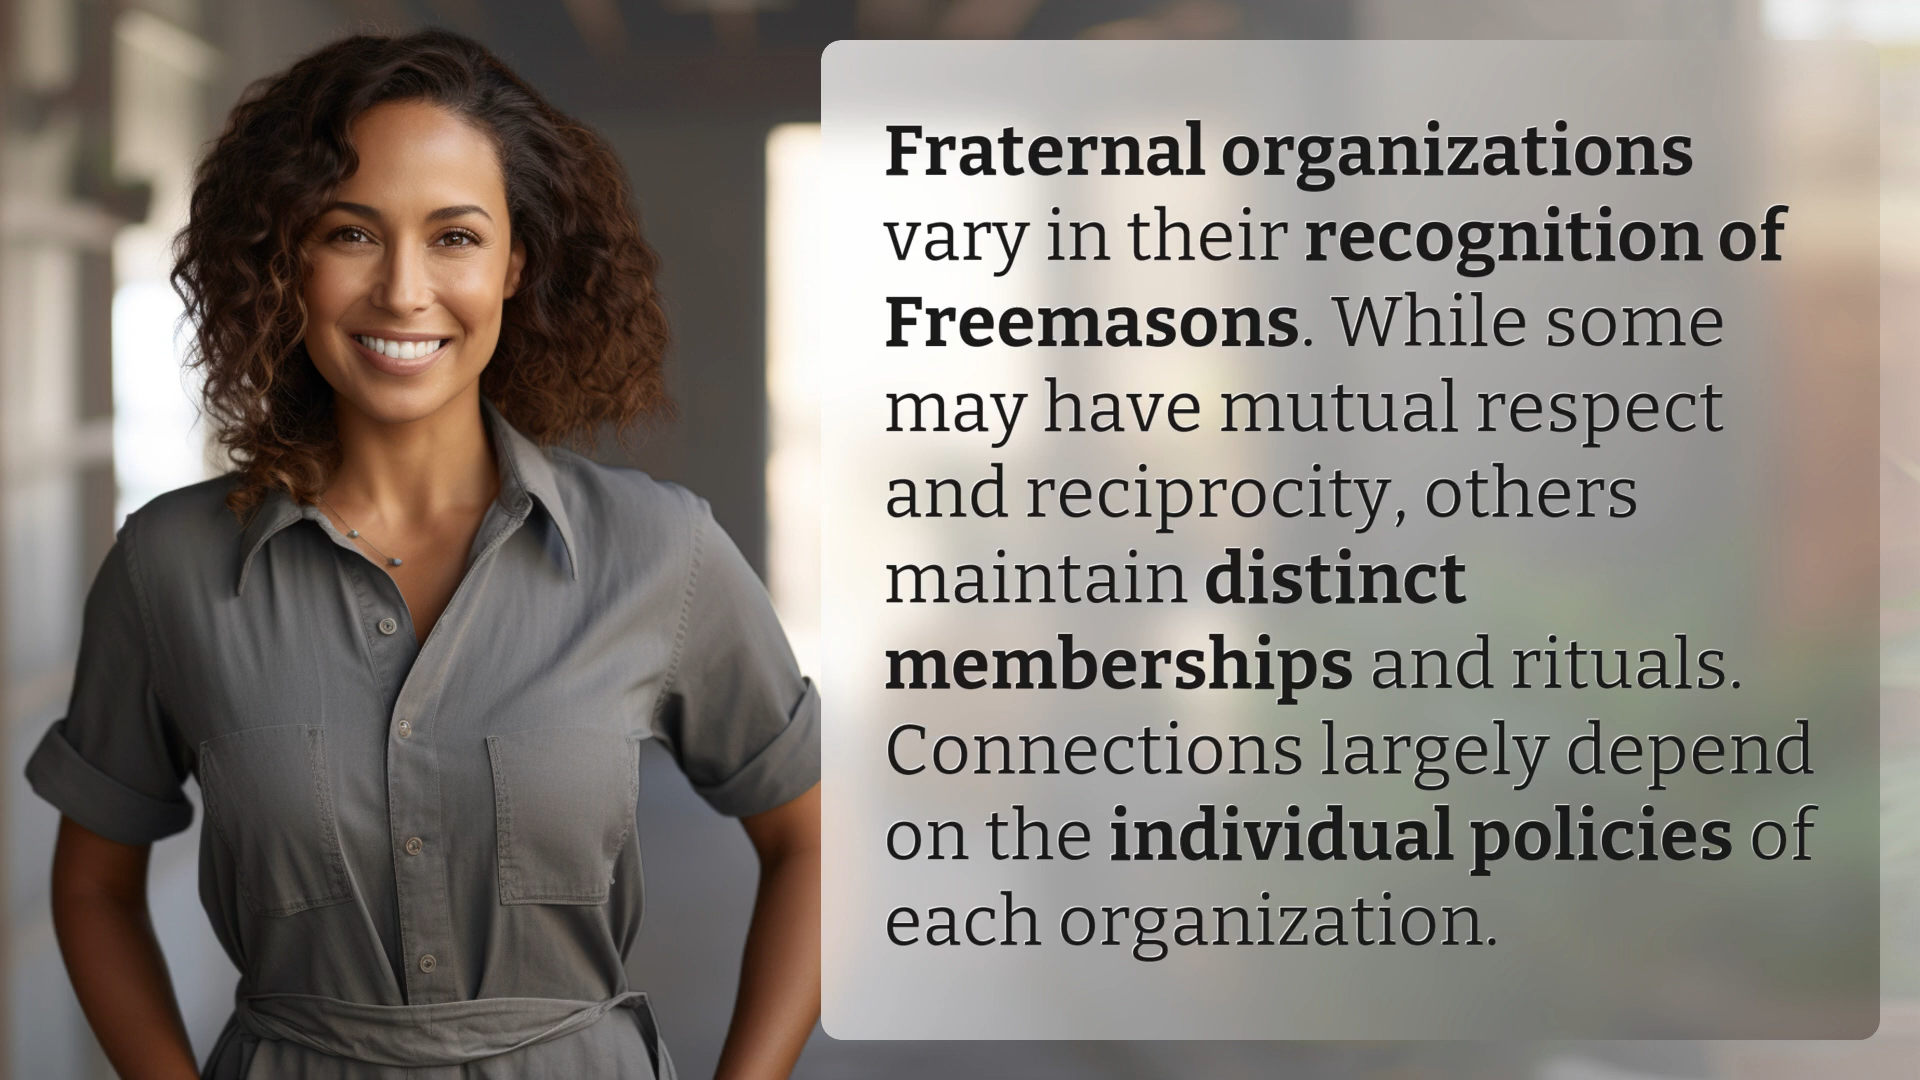 Fraternal organizations
vary in their recognition of
Freemasons. While some
may have mutual respect
and reciprocity, others
maintain distinct
memberships and rituals.
Connections largely depend
on the individual policies of
each organization.